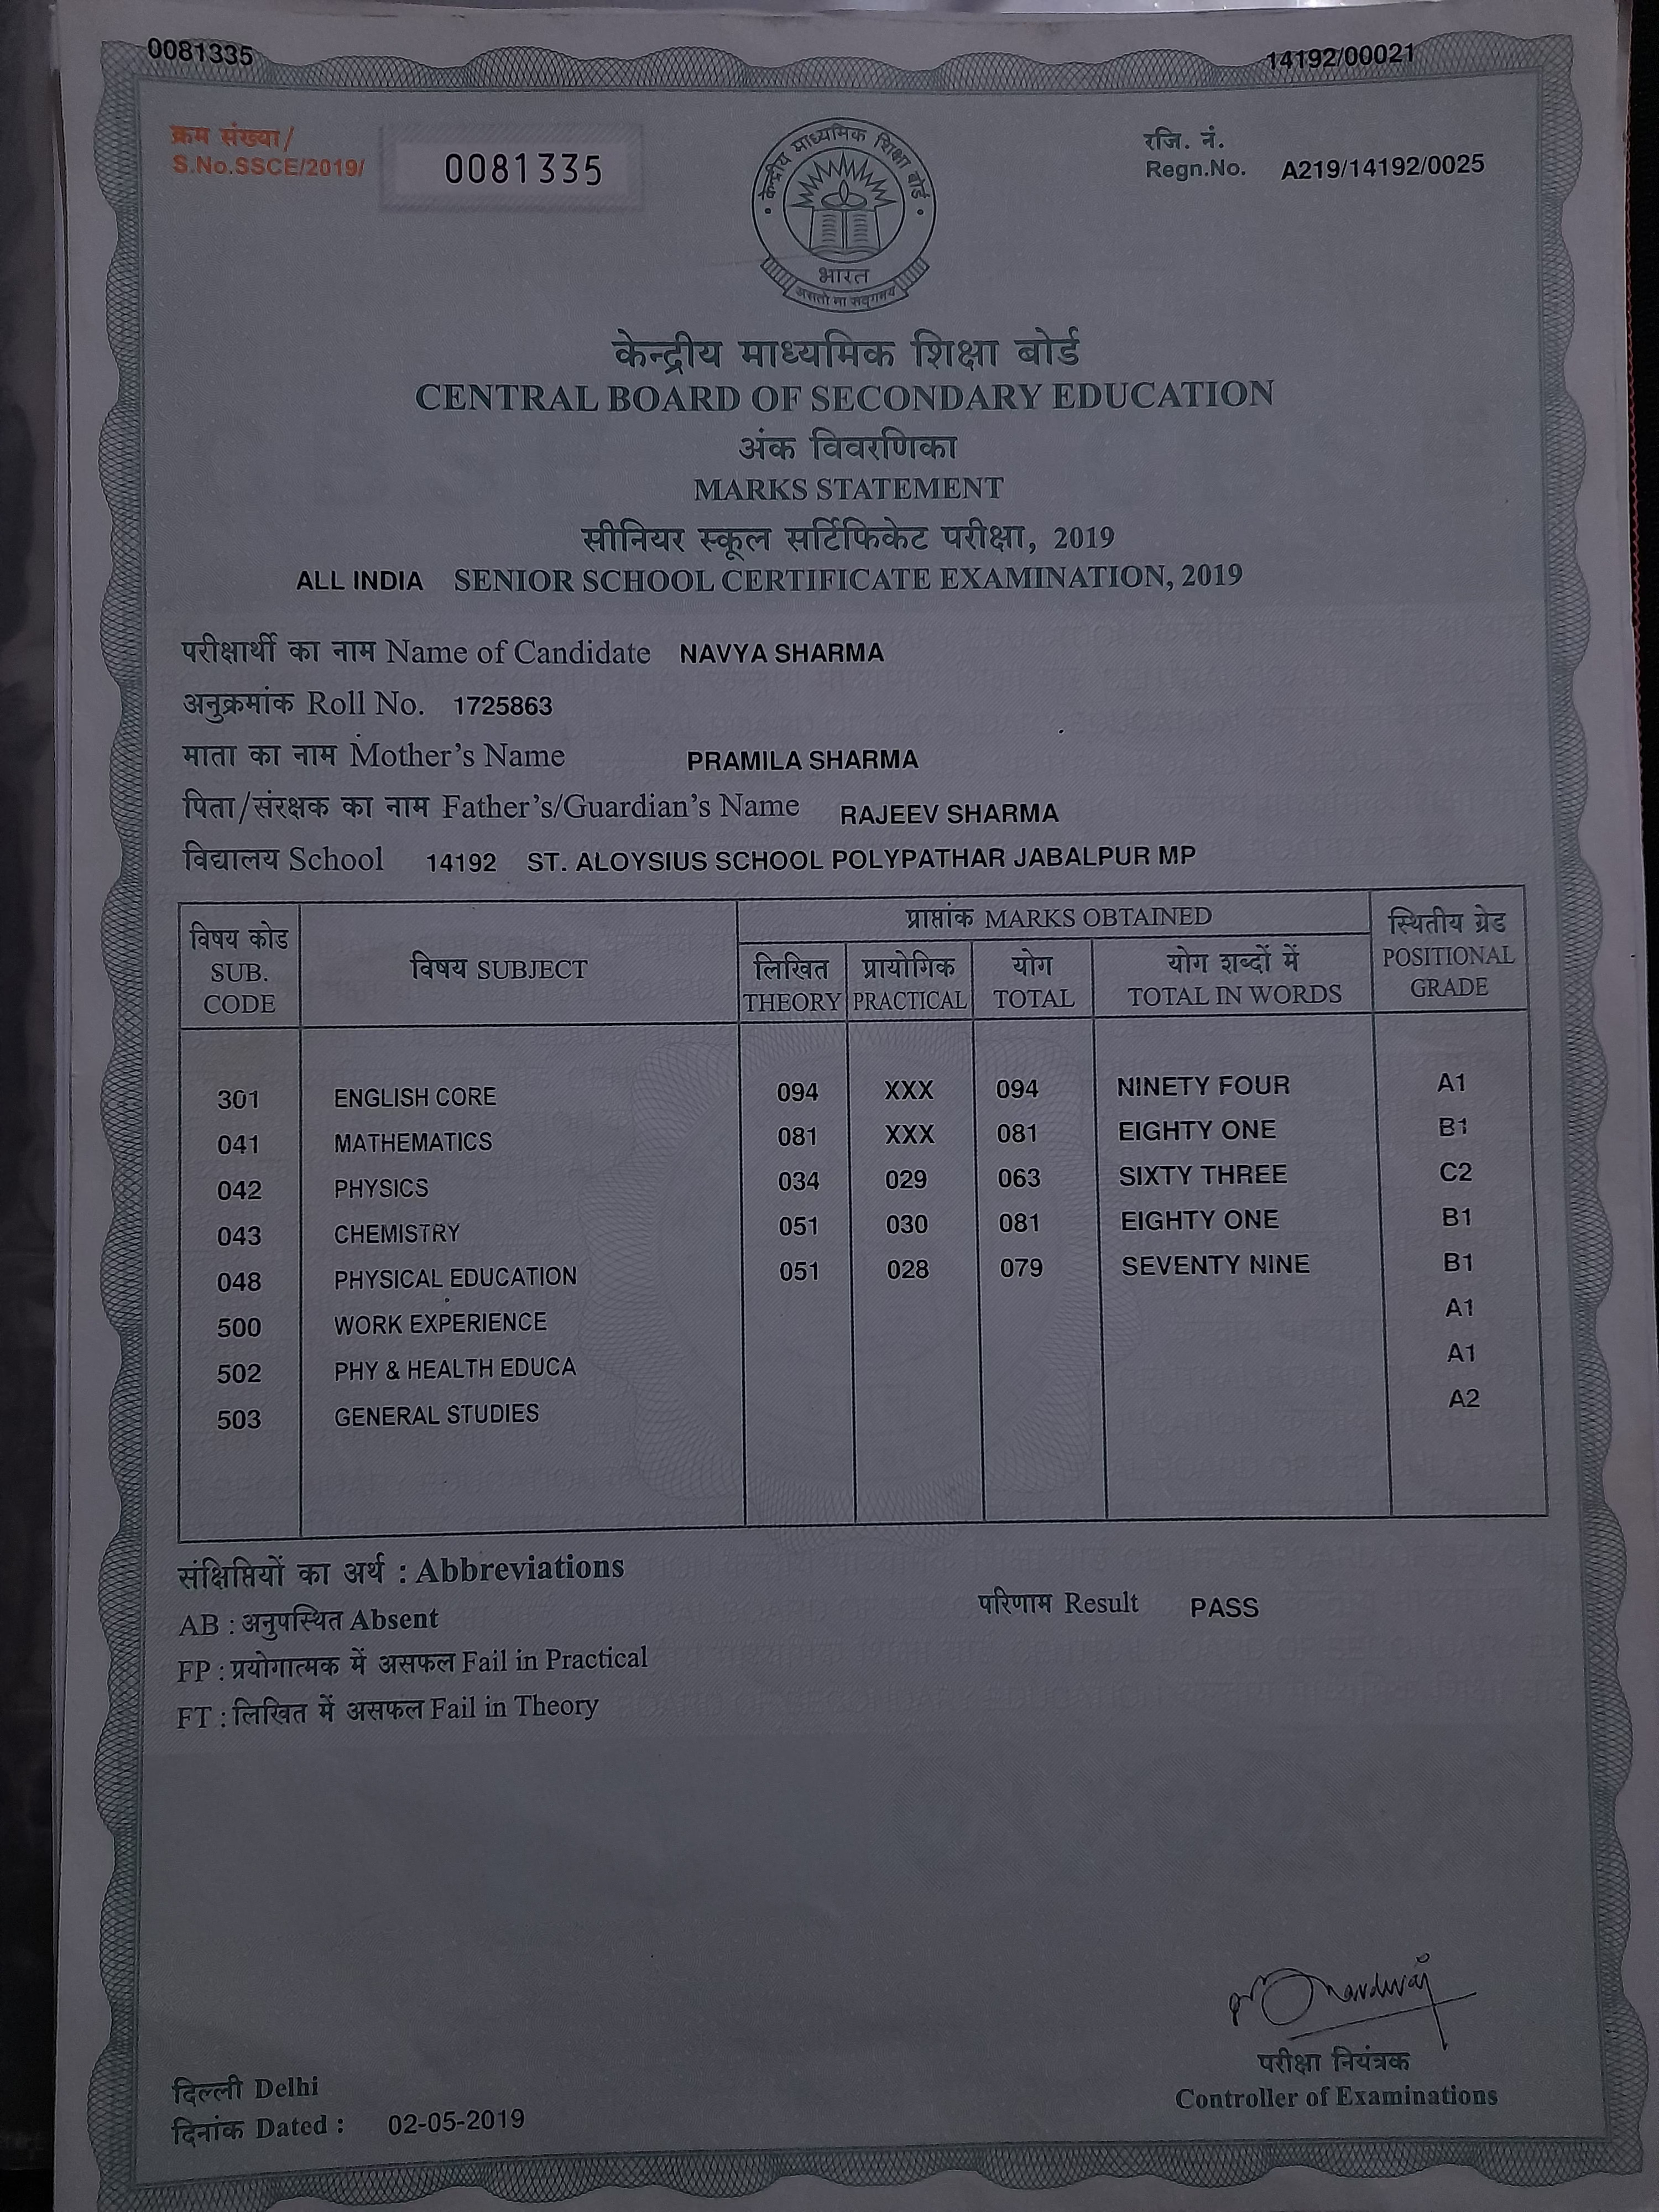 0081335
14192/00021
क्रम संख्या/
S.No.SSCE/2019/ 0081335
रजि. नं.
Regn.No. A219/14192/0025
केन्द्रीय माध्यमिक शिक्षा बोर्ड
भारत
असतो मा सद्गमय
केन्द्रीय माध्यमिक शिक्षा बोर्ड
CENTRAL BOARD OF SECONDARY EDUCATION
अंक विवरणिका
MARKS STATEMENT
सीनियर स्कूल सर्टिफिकेट परीक्षा, 2019
ALL INDIA SENIOR SCHOOL CERTIFICATE EXAMINATION, 2019
परीक्षार्थी का नाम Name of Candidate NAVYA SHARMA
अनुक्रमांक Roll No. 1725863
माता का नाम Mother's Name PRAMILA SHARMA
पिता/संरक्षक का नाम Father's/Guardian's Name RAJEEV SHARMA
विद्यालय School 14192 ST. ALOYSIUS SCHOOL POLYPATHAR JABALPUR MP
विषय कोड SUB. CODE
विषय SUBJECT
प्राप्तांक MARKS OBTAINED
लिखित THEORY
प्रायोगिक PRACTICAL
योग TOTAL
योग शब्दों में TOTAL IN WORDS
स्थितीय ग्रेड POSITIONAL GRADE
301 ENGLISH CORE 094 XXX 094 NINETY FOUR A1
041 MATHEMATICS 081 XXX 081 EIGHTY ONE B1
042 PHYSICS 034 029 063 SIXTY THREE C2
043 CHEMISTRY 051 030 081 EIGHTY ONE B1
048 PHYSICAL EDUCATION 051 028 079 SEVENTY NINE B1
500 WORK EXPERIENCE A1
502 PHY & HEALTH EDUCA A1
503 GENERAL STUDIES A2
संक्षिप्तियों का अर्थ : Abbreviations
AB : अनुपस्थित Absent
परिणाम Result PASS
FP : प्रयोगात्मक में असफल Fail in Practical
FT : लिखित में असफल Fail in Theory
परीक्षा नियंत्रक
Controller of Examinations
दिल्ली Delhi
दिनांक Dated : 02-05-2019